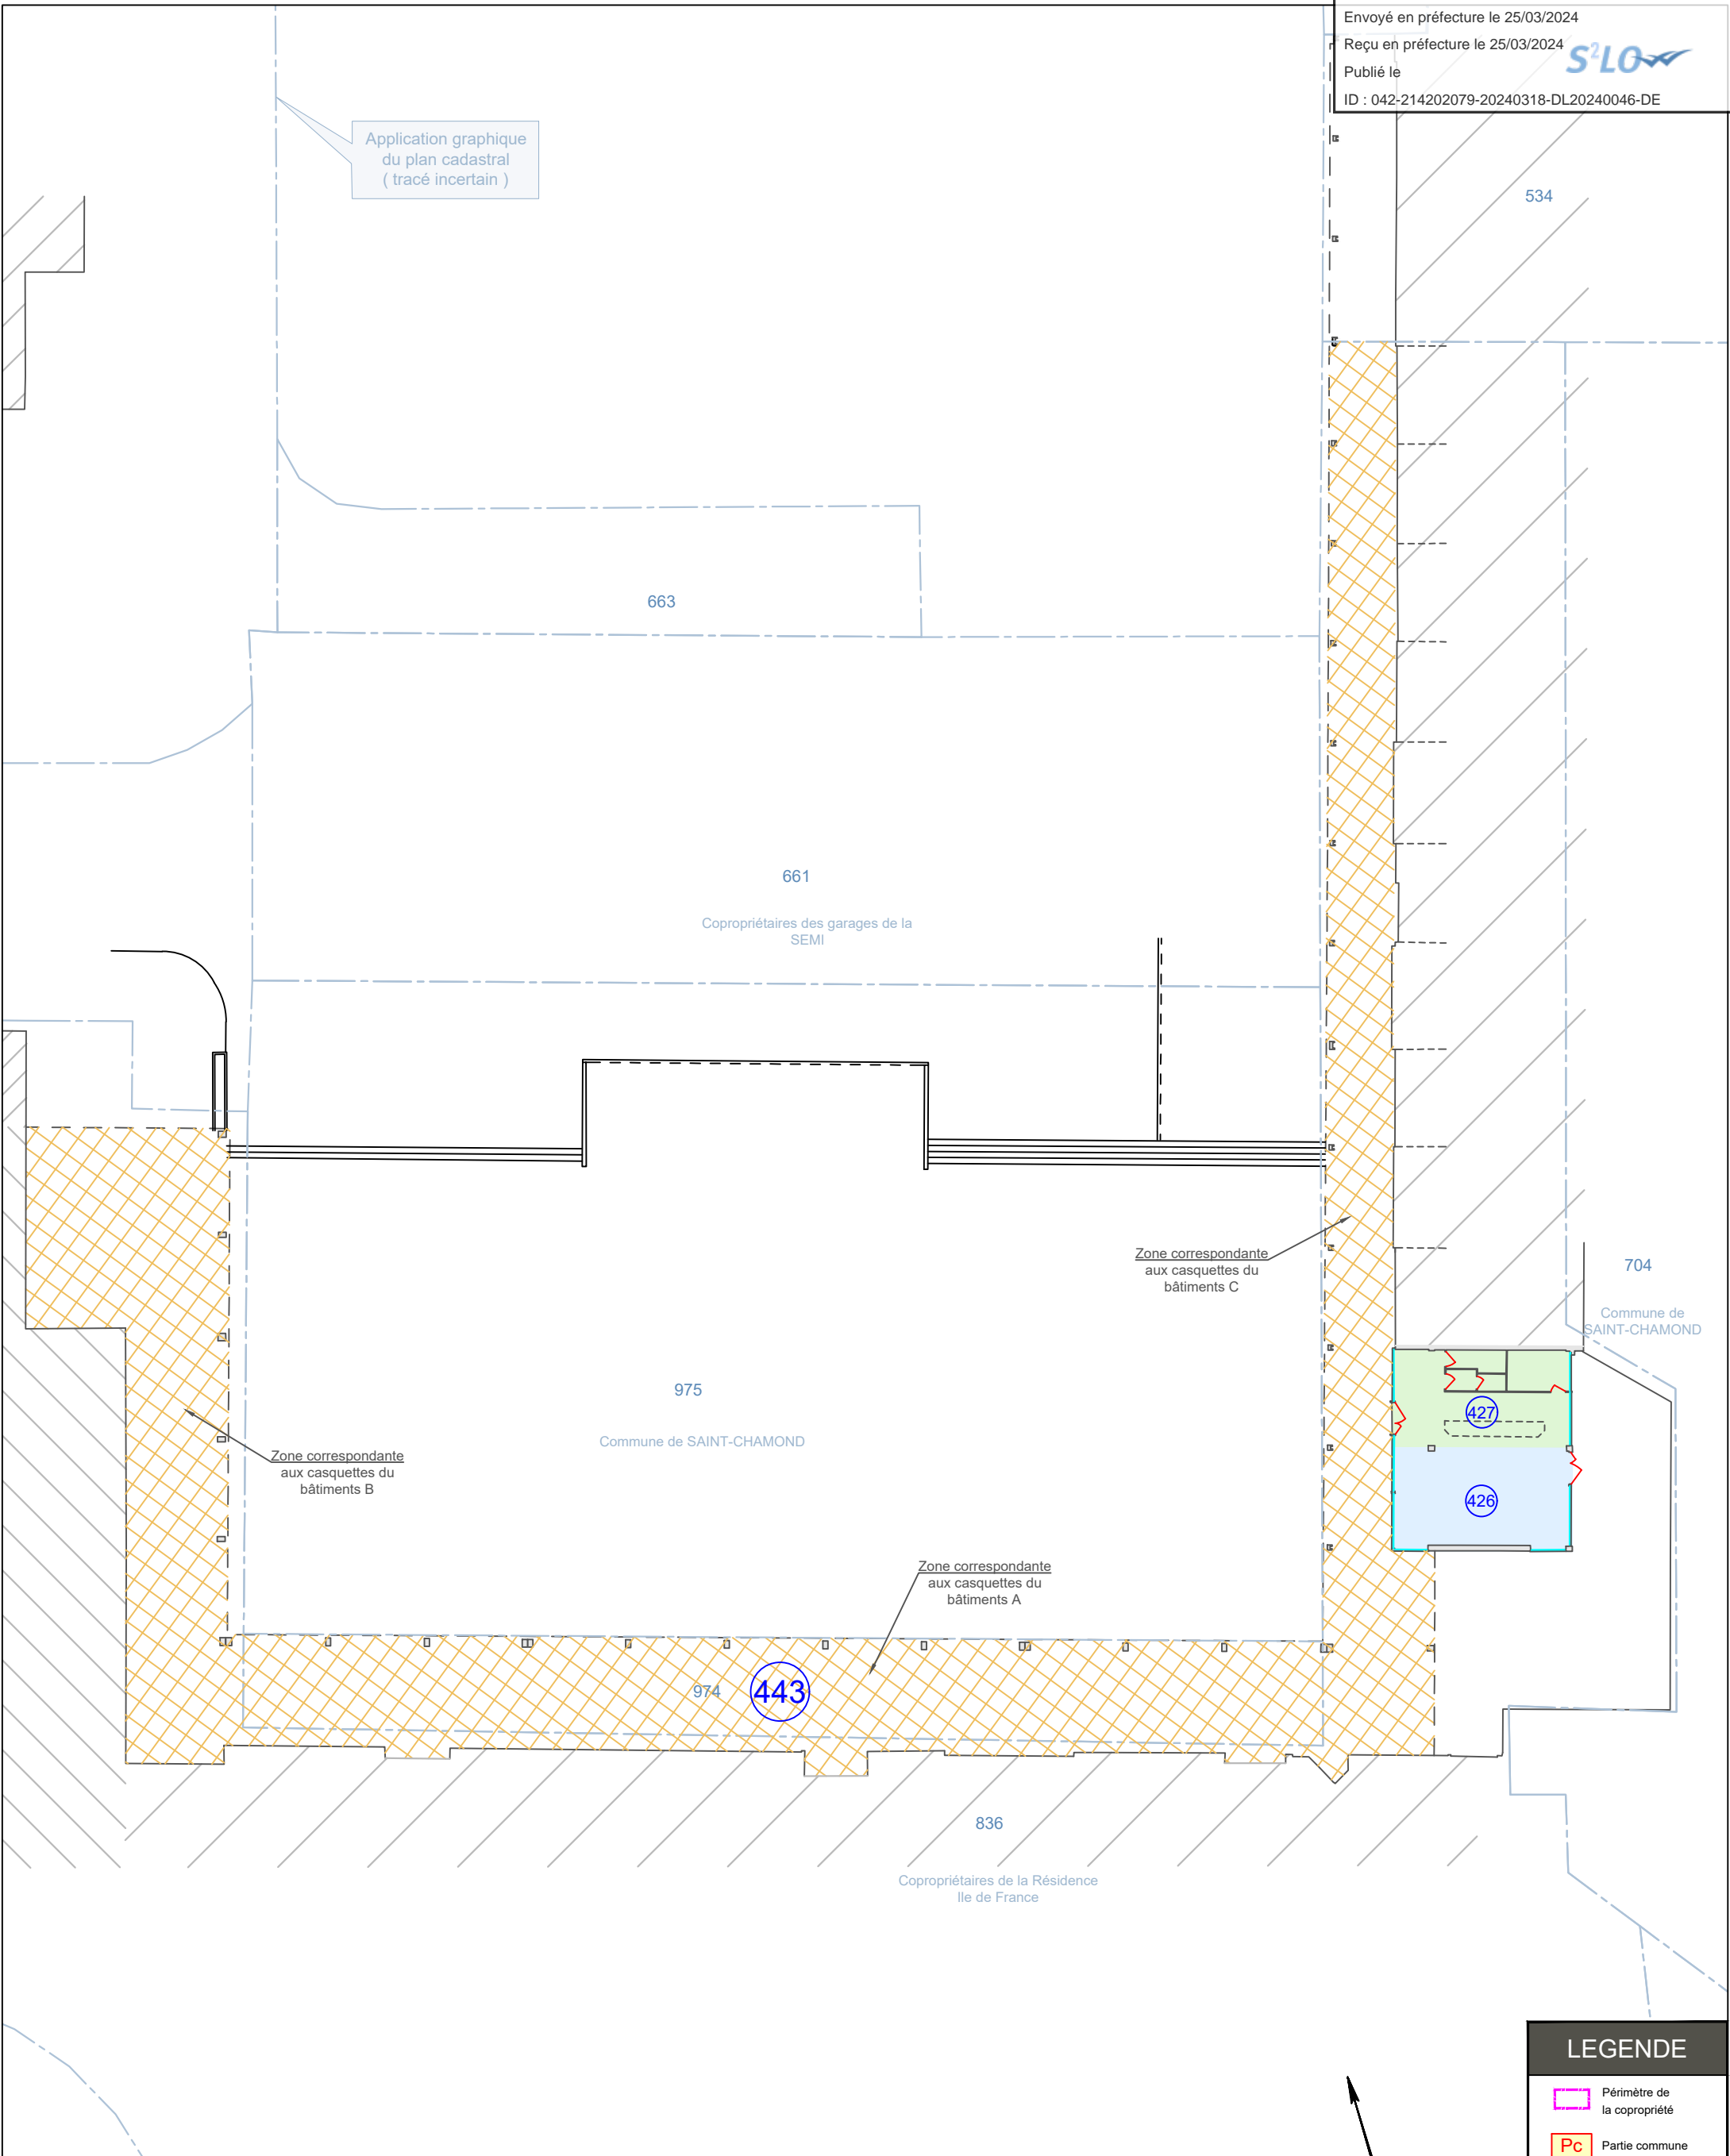 Envoyé en préfecture le 25/03/2024
Reçu en préfecture le 25/03/2024
S²LO
Publié le
ID : 042-214202079-20240318-DL20240046-DE
Application graphique
du plan cadastral
( tracé incertain )
534
663
661
Copropriétaires des garages de la
SEMI
Zone correspondante
aux casquettes du
bâtiments C
704
Commune de
SAINT-CHAMOND
975
Commune de SAINT-CHAMOND
427
426
Zone correspondante
aux casquettes du
bâtiments B
Zone correspondante
aux casquettes du
bâtiments A
974
443
836
Copropriétaires de la Résidence
Ile de France
LEGENDE
Périmètre de
la copropriété
Pc
Partie commune